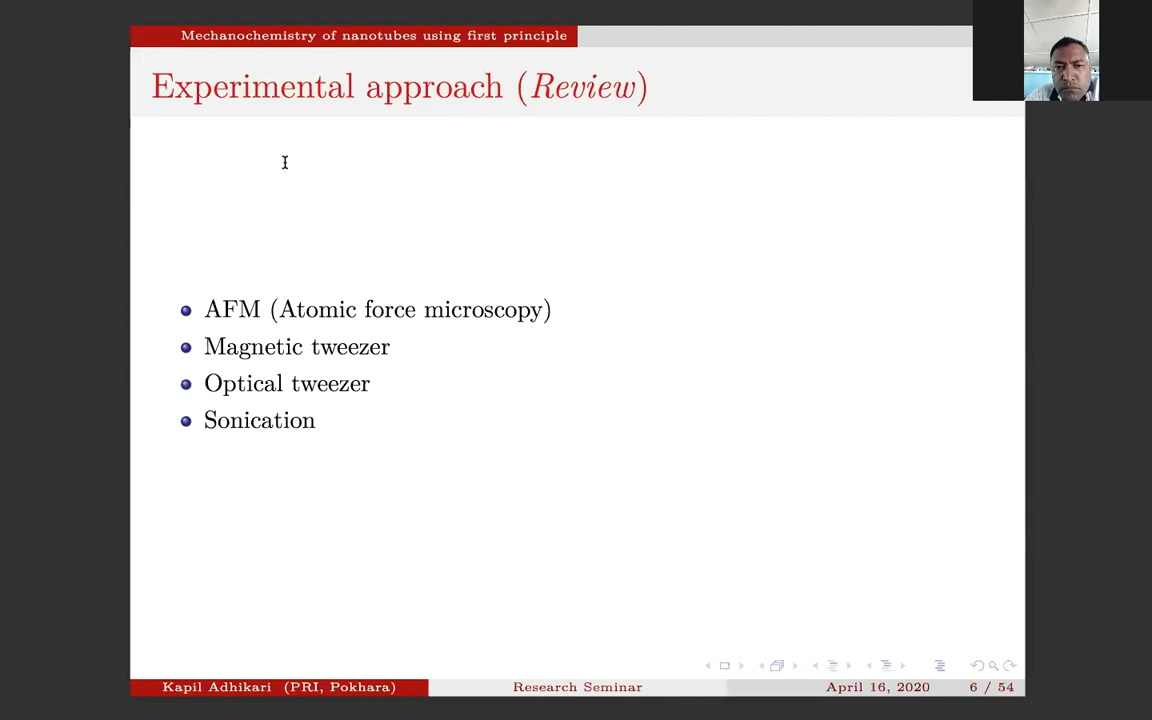 Mechanochemistry of nanotubes using first principle
Experimental approach (Review)
AFM (Atomic force microscopy)
Magnetic tweezer
Optical tweezer
Sonication
Kapil Adhikari (PRI, Pokhara) Research Seminar April 16, 2020 6 / 54